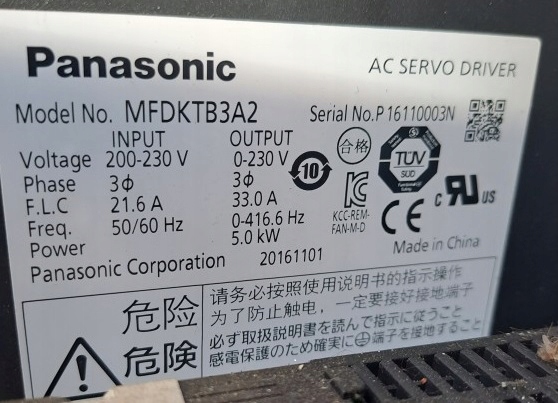 Panasonic AC SERVO DRIVER
Model No. MFDKTB3A2 Serial No.P16110003N
INPUT OUTPUT
Voltage 200-230 V 0-230 V
Phase 3ϕ 3ϕ
F.L.C 21.6 A 33.0 A
Freq. 50/60 Hz 0-416.6 Hz
Power 5.0 kW
Panasonic Corporation 20161101
合格
10
TÜV
SÜD
KCC-REM-
FAN-M-D
CE
c RU US
Made in China
危险
请务必按照使用说明书的指示操作
为了防止触电，一定要接好接地端子
危険
必ず取扱説明書を読んで指示に従うこと
感電保護のため確実に⏚端子を接地すること